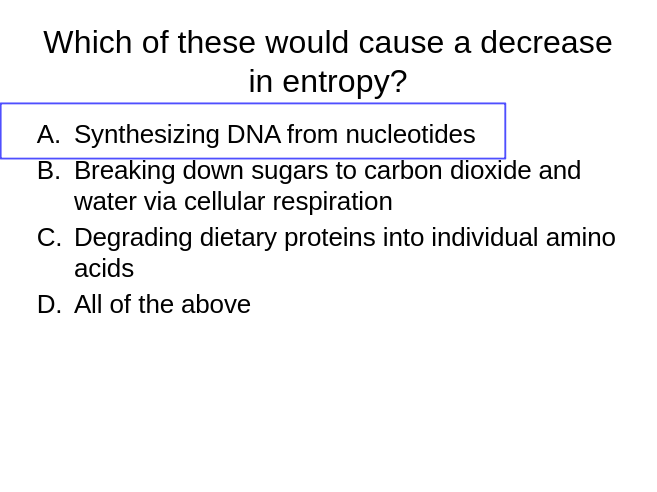 Which of these would cause a decrease
in entropy?
A. Synthesizing DNA from nucleotides
B. Breaking down sugars to carbon dioxide and
water via cellular respiration
C. Degrading dietary proteins into individual amino
acids
D. All of the above